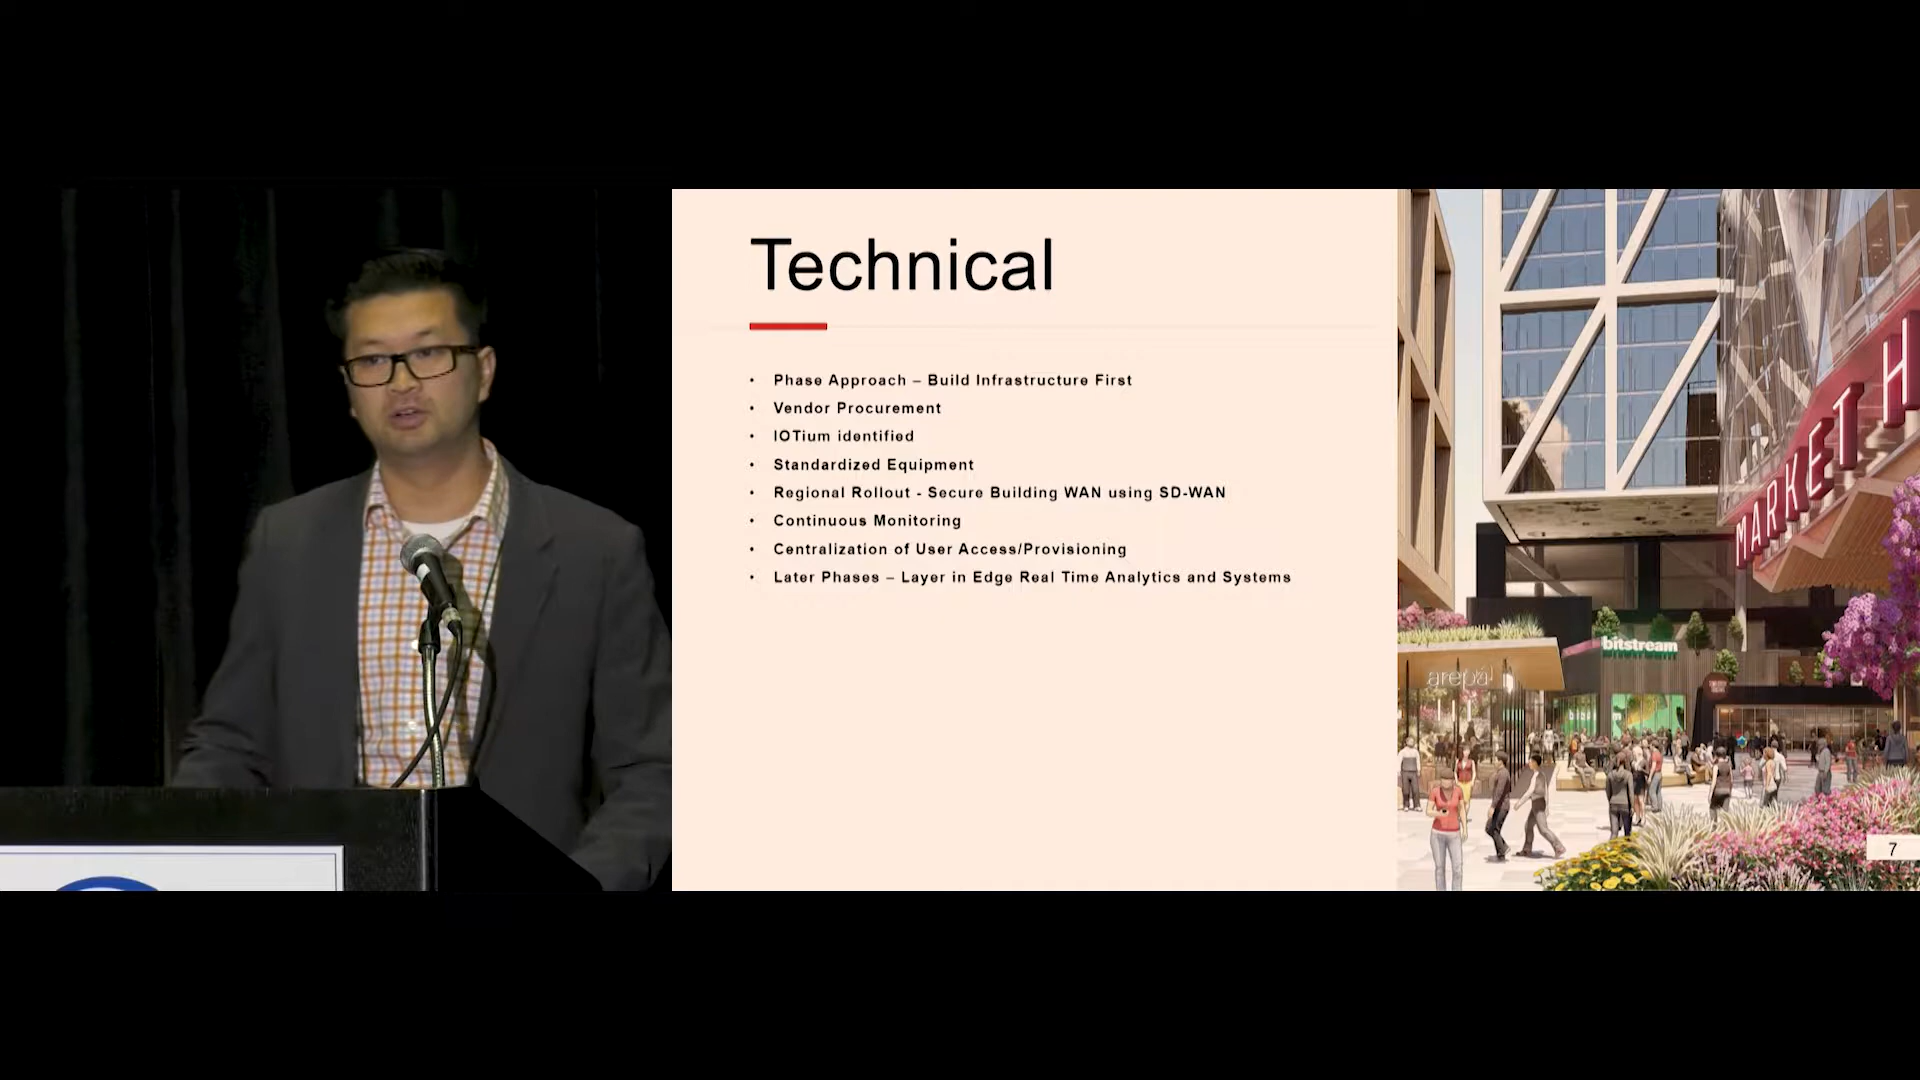 Technical
• Phase Approach – Build Infrastructure First
• Vendor Procurement
• IOTium identified
• Standardized Equipment
• Regional Rollout - Secure Building WAN using SD-WAN
• Continuous Monitoring
• Centralization of User Access/Provisioning
• Later Phases – Layer in Edge Real Time Analytics and Systems
MARKET H
bitstream
arepa
7